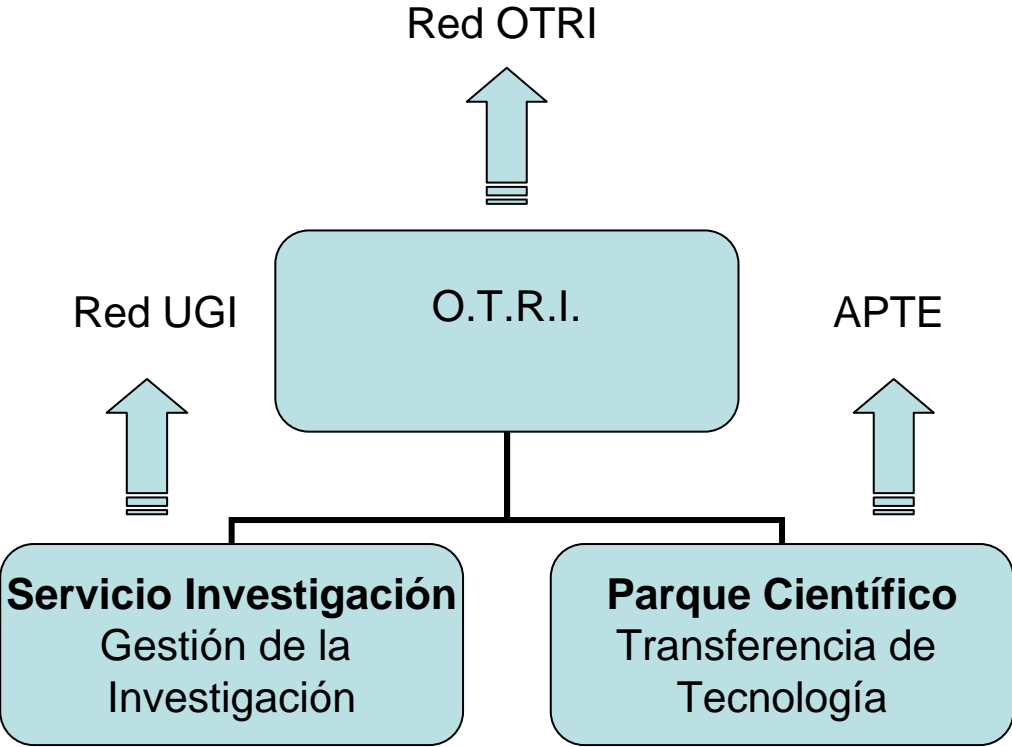 Red OTRI
O.T.R.I.
Red UGI
APTE
Servicio Investigación
Gestión de la
Investigación
Parque Científico
Transferencia de
Tecnología